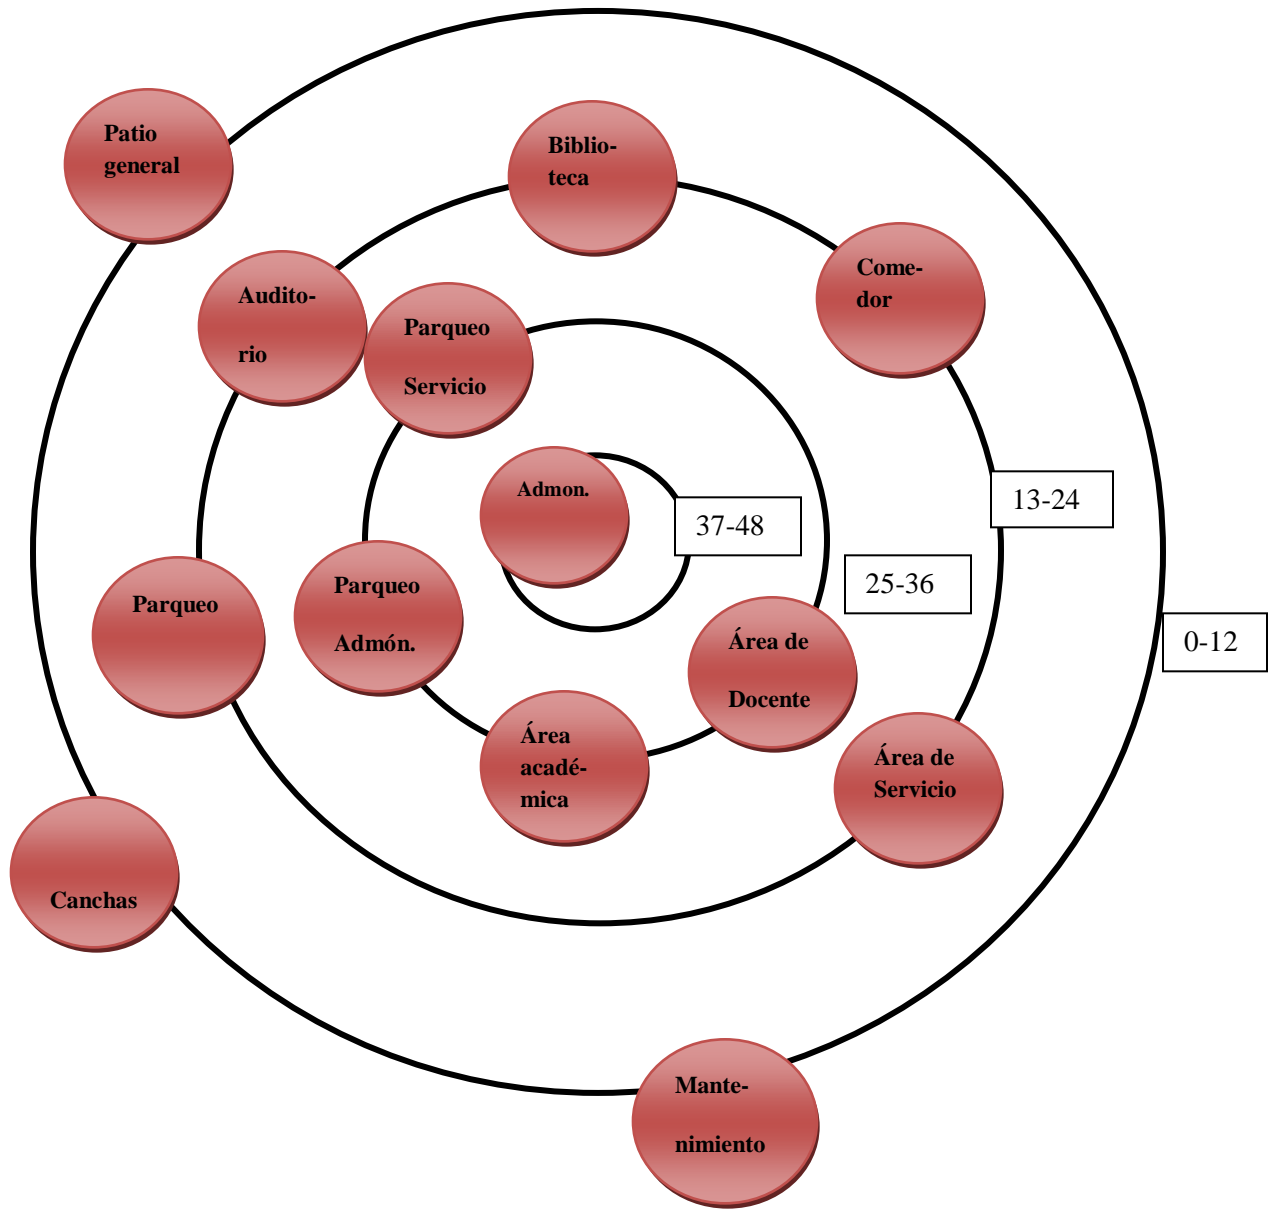 Patio
general
Biblio-
teca
Come-
dor
Audito-
rio
Parqueo
Servicio
Admon.
37-48
13-24
25-36
0-12
Parqueo
Parqueo
Admón.
Área de
Docente
Área
acadé-
mica
Área de
Servicio
Canchas
Mante-
nimiento